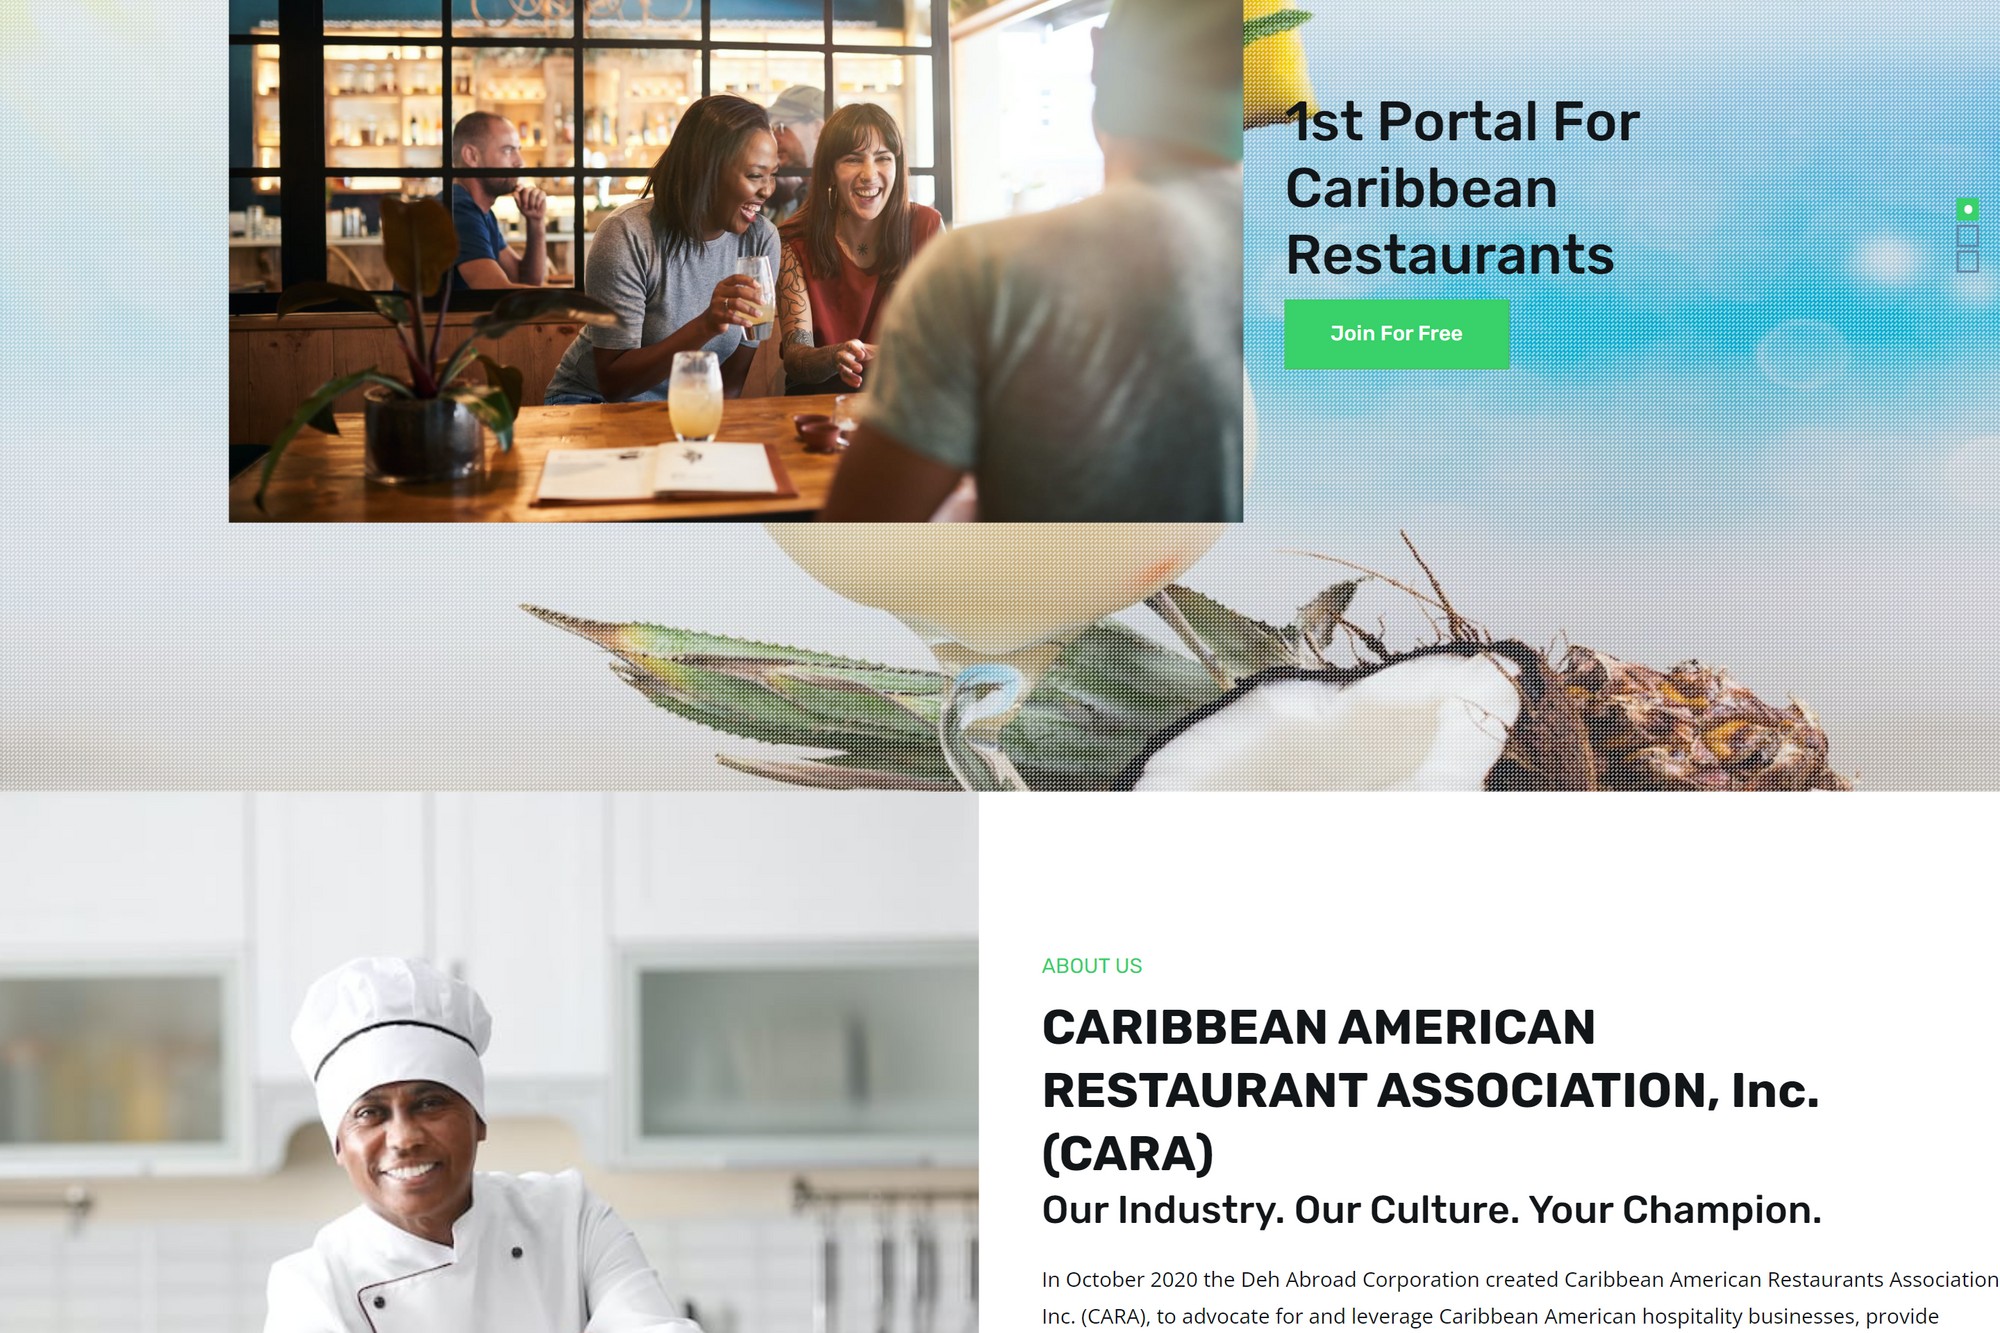 1st Portal For
Caribbean
Restaurants
Join For Free
ABOUT US
CARIBBEAN AMERICAN
RESTAURANT ASSOCIATION, Inc.
(CARA)
Our Industry. Our Culture. Your Champion.
In October 2020 the Deh Abroad Corporation created Caribbean American Restaurants Association
Inc. (CARA), to advocate for and leverage Caribbean American hospitality businesses, provide